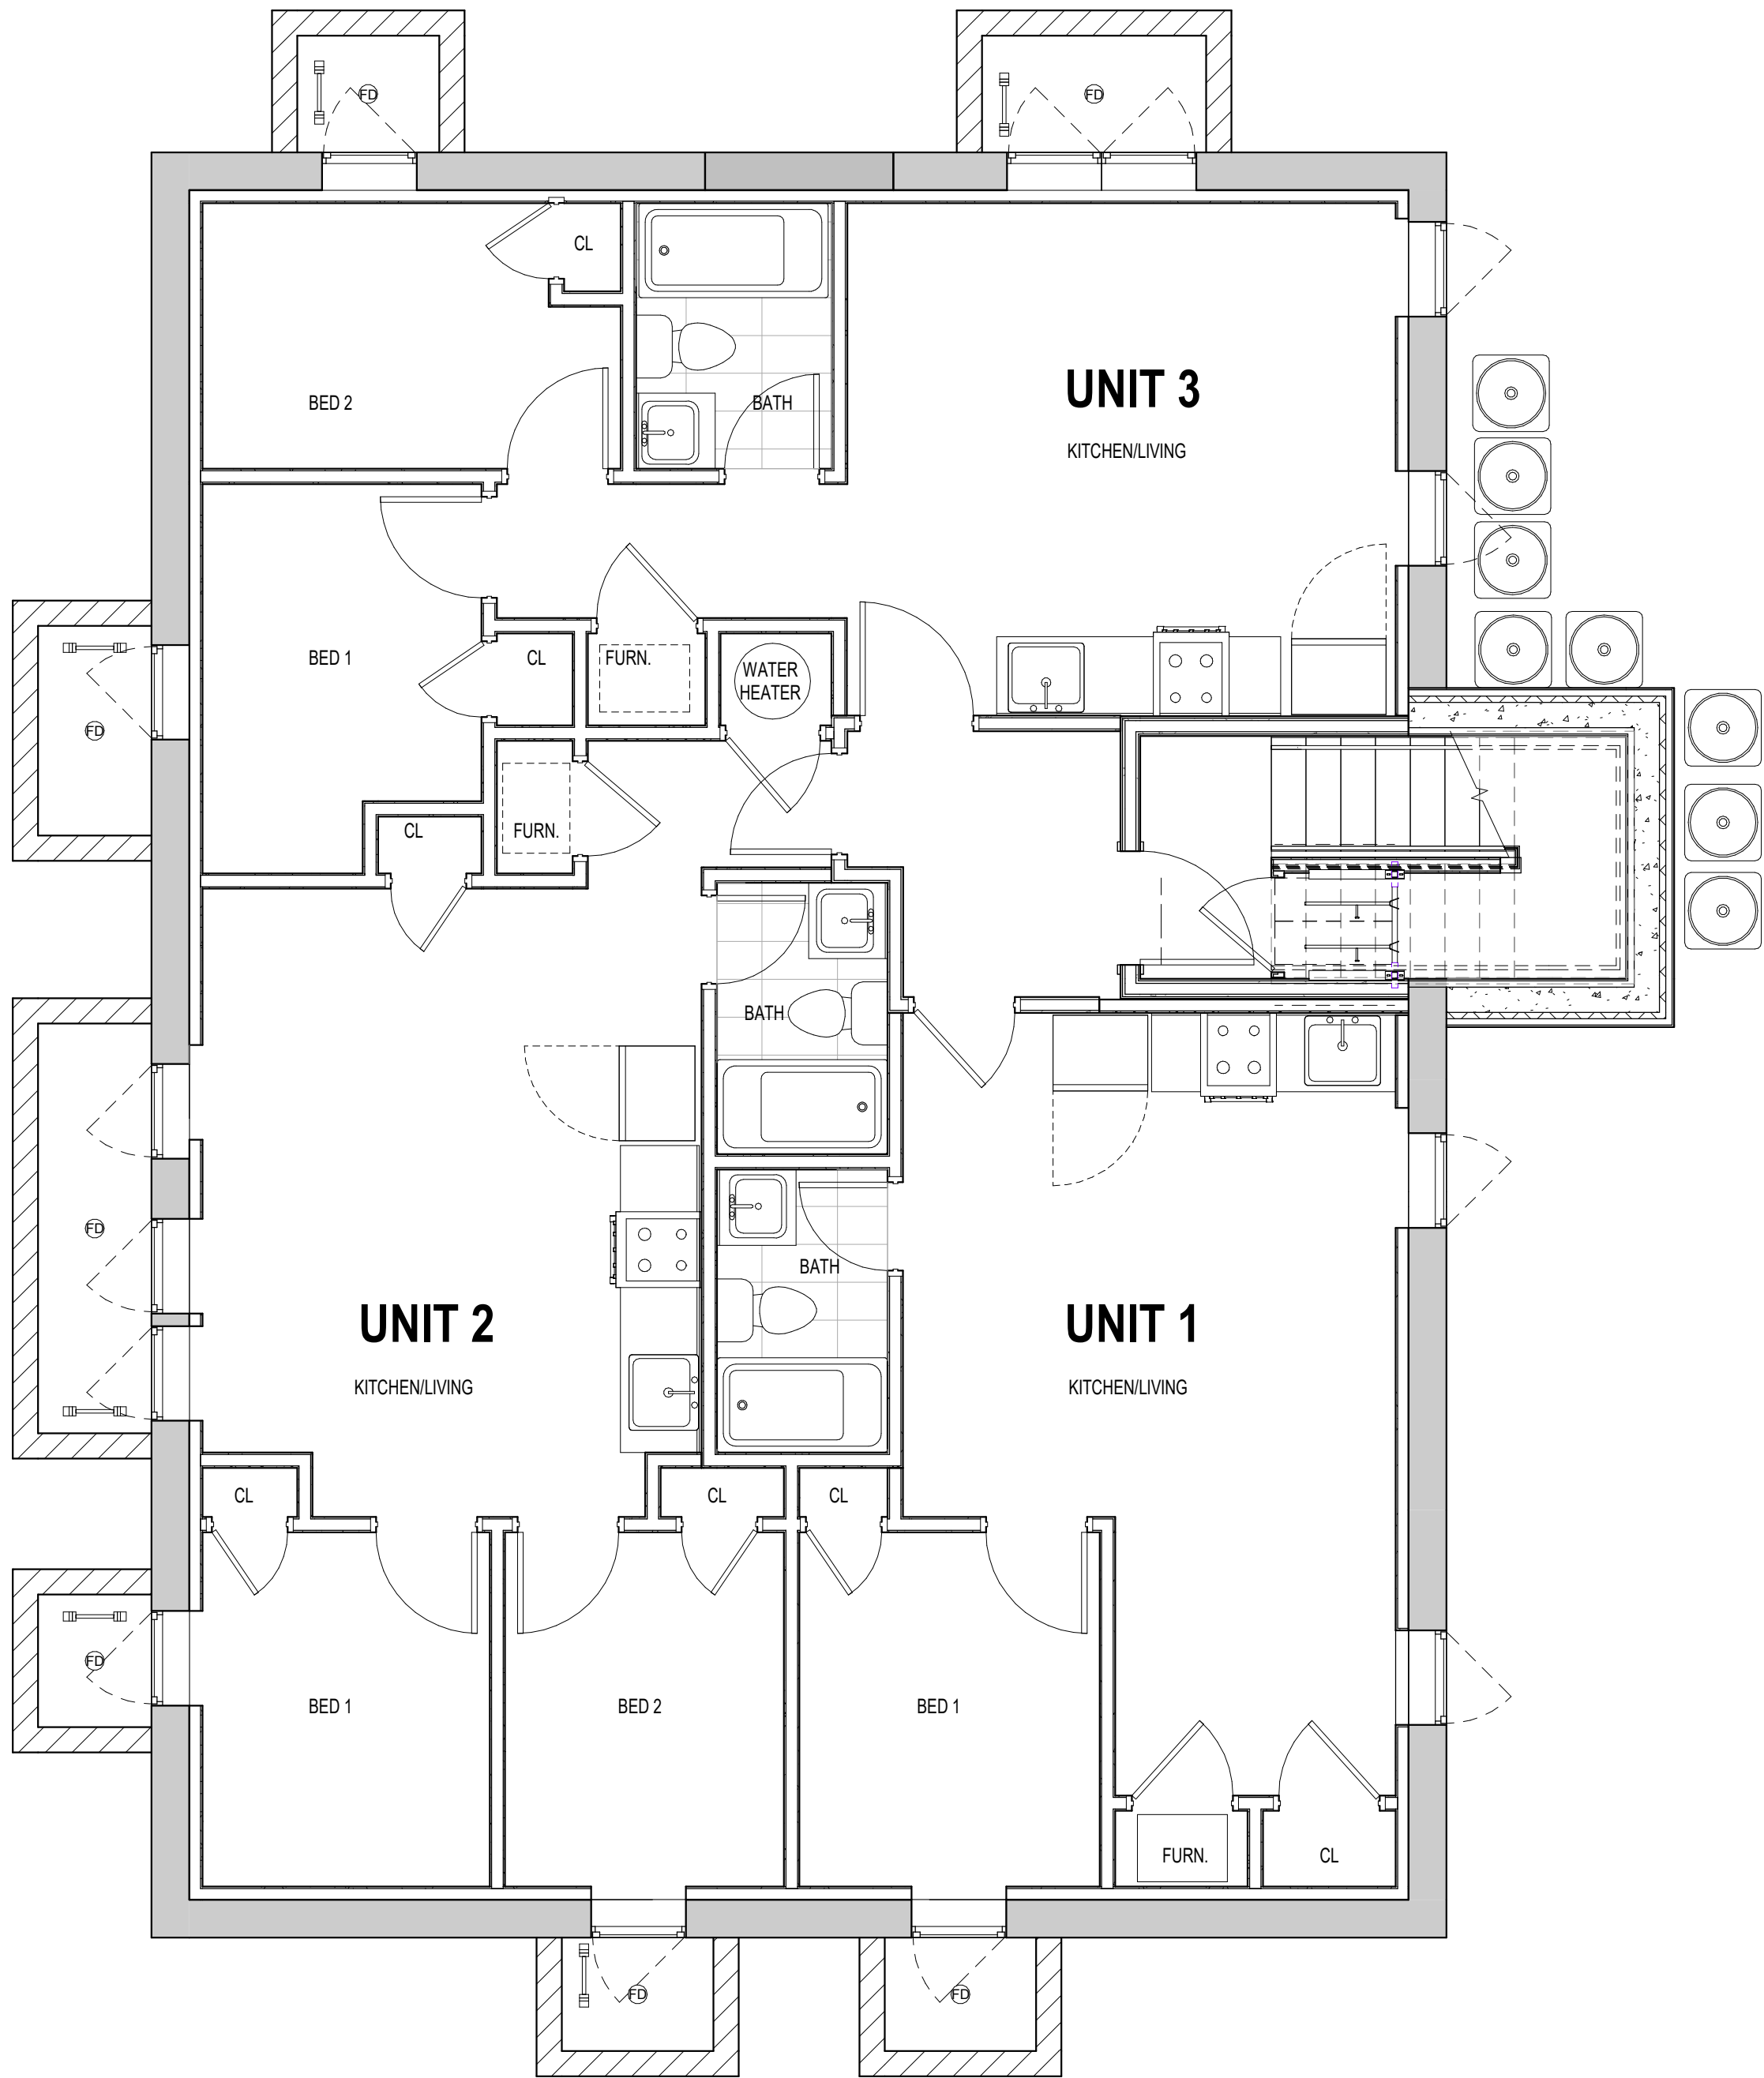 FD
FD
CL
BED 2
BATH
UNIT 3
KITCHEN/LIVING
BED 1
CL
FURN.
WATER
HEATER
FD
CL
FURN.
BATH
FD
BATH
UNIT 2
UNIT 1
KITCHEN/LIVING
KITCHEN/LIVING
CL
CL
CL
FD
BED 1
BED 2
BED 1
FURN.
CL
FD
FD